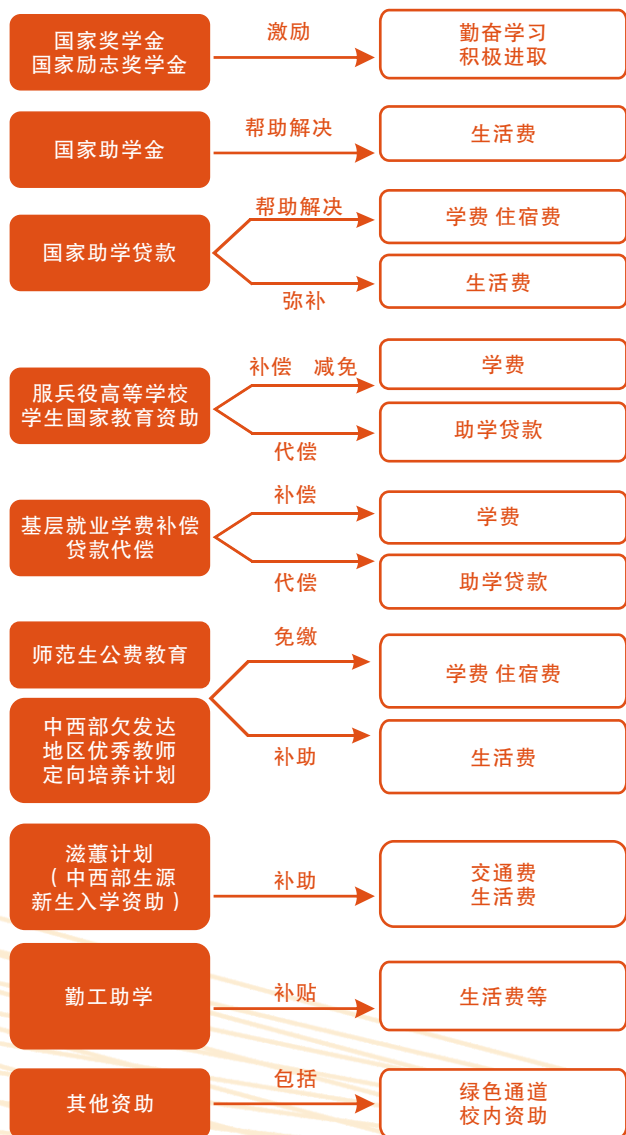 国家奖学金
国家励志奖学金
激励
勤奋学习
积极进取
国家助学金
帮助解决
生活费
国家助学贷款
帮助解决
学费 住宿费
弥补
生活费
服兵役高等学校
学生国家教育资助
补偿 减免
学费
代偿
助学贷款
基层就业学费补偿
贷款代偿
补偿
学费
代偿
助学贷款
师范生公费教育
中西部欠发达
地区优秀教师
定向培养计划
免缴
学费 住宿费
补助
生活费
滋蕙计划
（中西部生源
新生入学资助）
补助
交通费
生活费
勤工助学
补贴
生活费等
其他资助
包括
绿色通道
校内资助